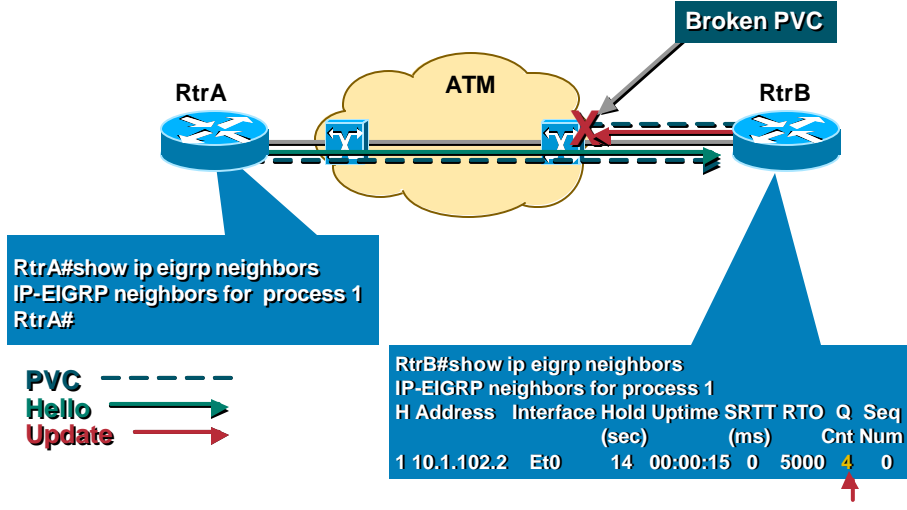 Broken PVC
ATM
RtrA
RtrB
RtrA#show ip eigrp neighbors
IP-EIGRP neighbors for process 1
RtrA#
PVC
Hello
Update
RtrB#show ip eigrp neighbors
IP-EIGRP neighbors for process 1
H Address Interface Hold Uptime SRTT RTO Q Seq
(sec) (ms) Cnt Num
1 10.1.102.2 Et0 14 00:00:15 0 5000 4 0